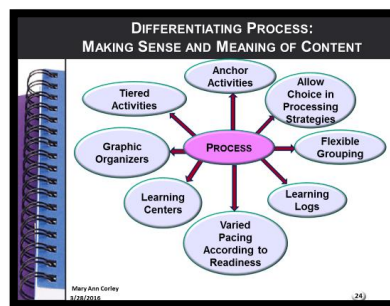 DIFFERENTIATING PROCESS:
MAKING SENSE AND MEANING OF CONTENT
Anchor
Activities
Tiered
Activities
Allow
Choice in
Processing
Strategies
Graphic
Organizers
PROCESS
Flexible
Grouping
Learning
Centers
Learning
Logs
Varied
Pacing
According to
Readiness
Mary Ann Corley
3/28/2016
24